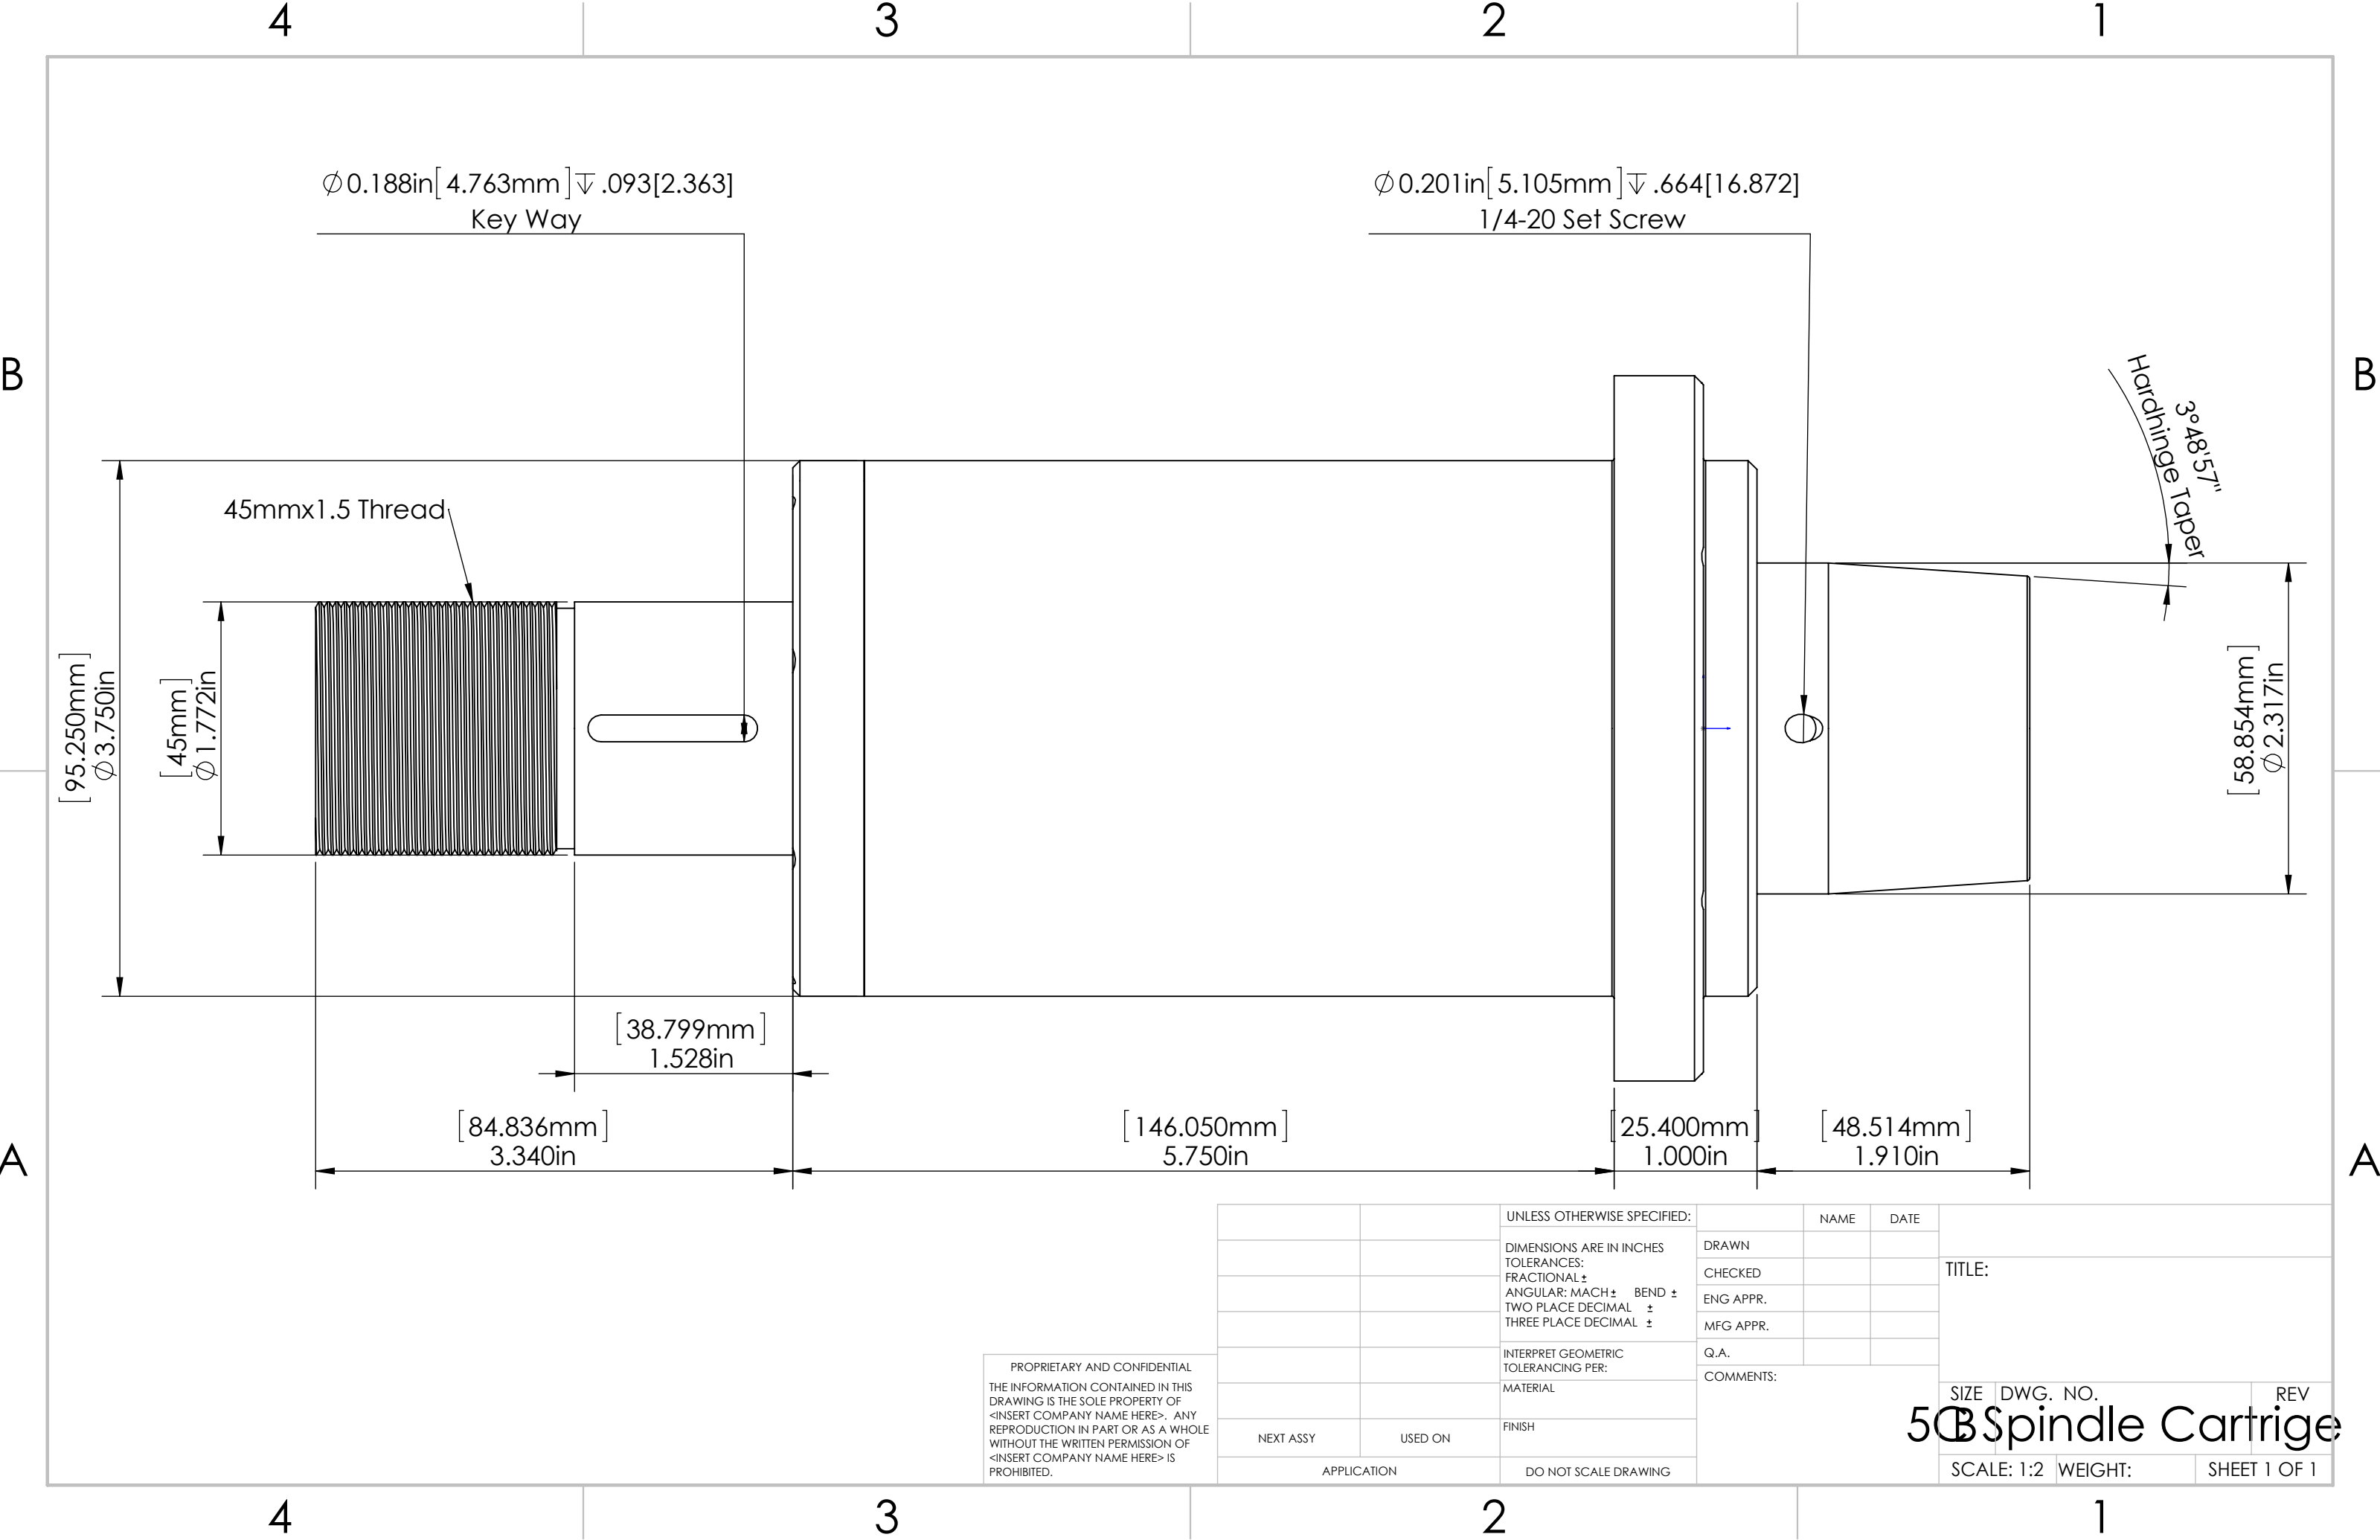 4 3 2 1
∅0.188in[4.763mm]↧.093[2.363]
Key Way
∅0.201in[5.105mm]↧.664[16.872]
1/4-20 Set Screw
B B
3°48'57"
Hardhinge Taper
45mmx1.5 Thread
[95.250mm]
∅3.750in
[45mm]
∅1.772in
[58.854mm]
∅2.317in
[38.799mm]
1.528in
[84.836mm]
3.340in
[146.050mm]
5.750in
[25.400mm]
1.000in
[48.514mm]
1.910in
A A
PROPRIETARY AND CONFIDENTIAL
THE INFORMATION CONTAINED IN THIS
DRAWING IS THE SOLE PROPERTY OF
<INSERT COMPANY NAME HERE>. ANY
REPRODUCTION IN PART OR AS A WHOLE
WITHOUT THE WRITTEN PERMISSION OF
<INSERT COMPANY NAME HERE> IS
PROHIBITED.
NEXT ASSY USED ON
APPLICATION
UNLESS OTHERWISE SPECIFIED:
DIMENSIONS ARE IN INCHES
TOLERANCES:
FRACTIONAL ±
ANGULAR: MACH ± BEND ±
TWO PLACE DECIMAL ±
THREE PLACE DECIMAL ±
INTERPRET GEOMETRIC
TOLERANCING PER:
MATERIAL
FINISH
DO NOT SCALE DRAWING
NAME DATE
DRAWN
CHECKED
ENG APPR.
MFG APPR.
Q.A.
COMMENTS:
TITLE:
SIZE DWG. NO. REV
B
5C Spindle Cartrige
SCALE: 1:2 WEIGHT: SHEET 1 OF 1
4 3 2 1